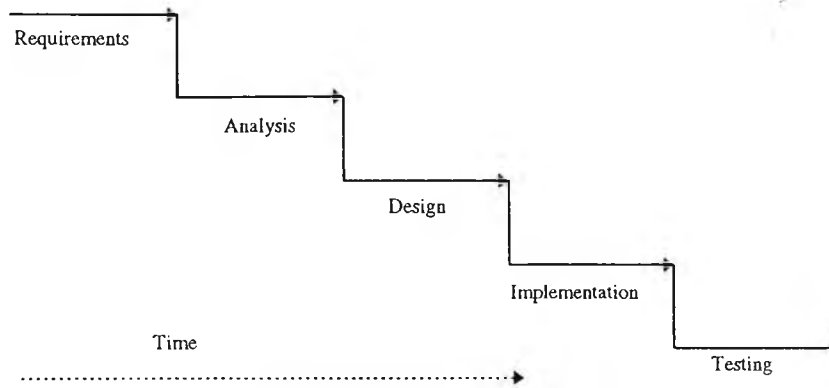 Requirements
Analysis
Design
Implementation
Time
Testing